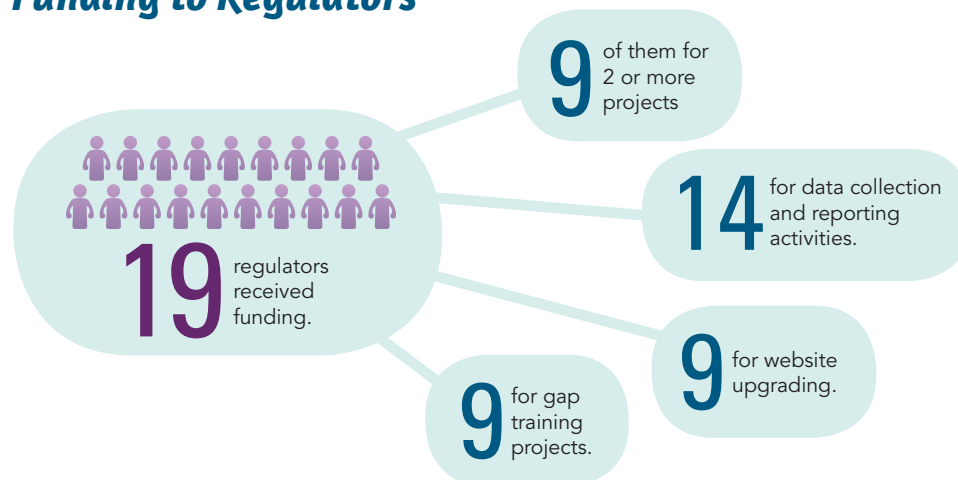 Funding to Regulators
9
of them for
2 or more
projects
14
for data collection
and reporting
activities.
19
regulators
received
funding.
9
for website
upgrading.
9
for gap
training
projects.